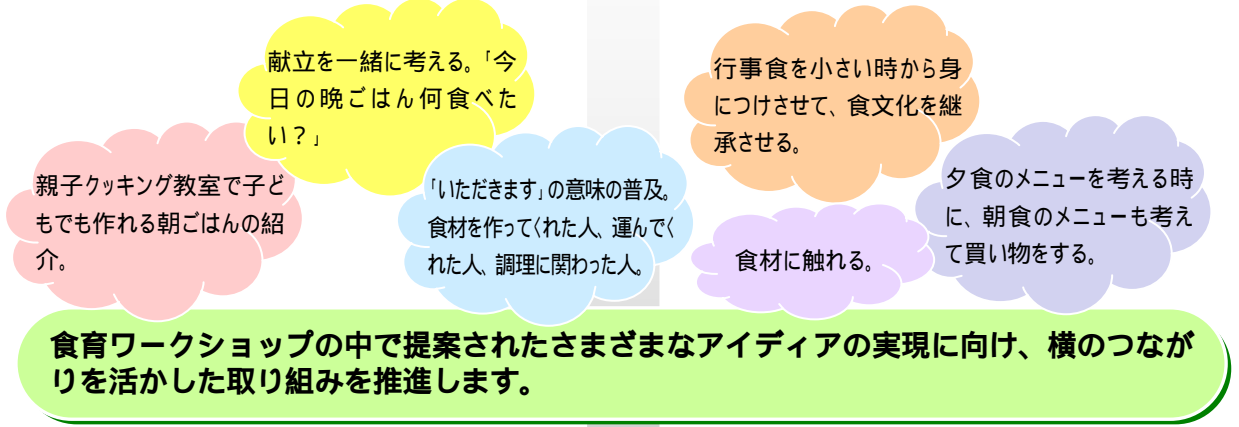 献立を一緒に考える。「今
日の晩ごはん何食べた
い？」
親子クッキング教室で子ど
もでも作れる朝ごはんの紹
介。
「いただきます」の意味の普及。
食材を作ってくれた人、運んでく
れた人、調理に関わった人。
行事食を小さい時から身
につけさせて、食文化を継
承させる。
食材に触れる。
夕食のメニューを考える時
に、朝食のメニューも考え
て買い物をする。
食育ワークショップの中で提案されたさまざまなアイディアの実現に向け、横のつなが
りを活かした取り組みを推進します。